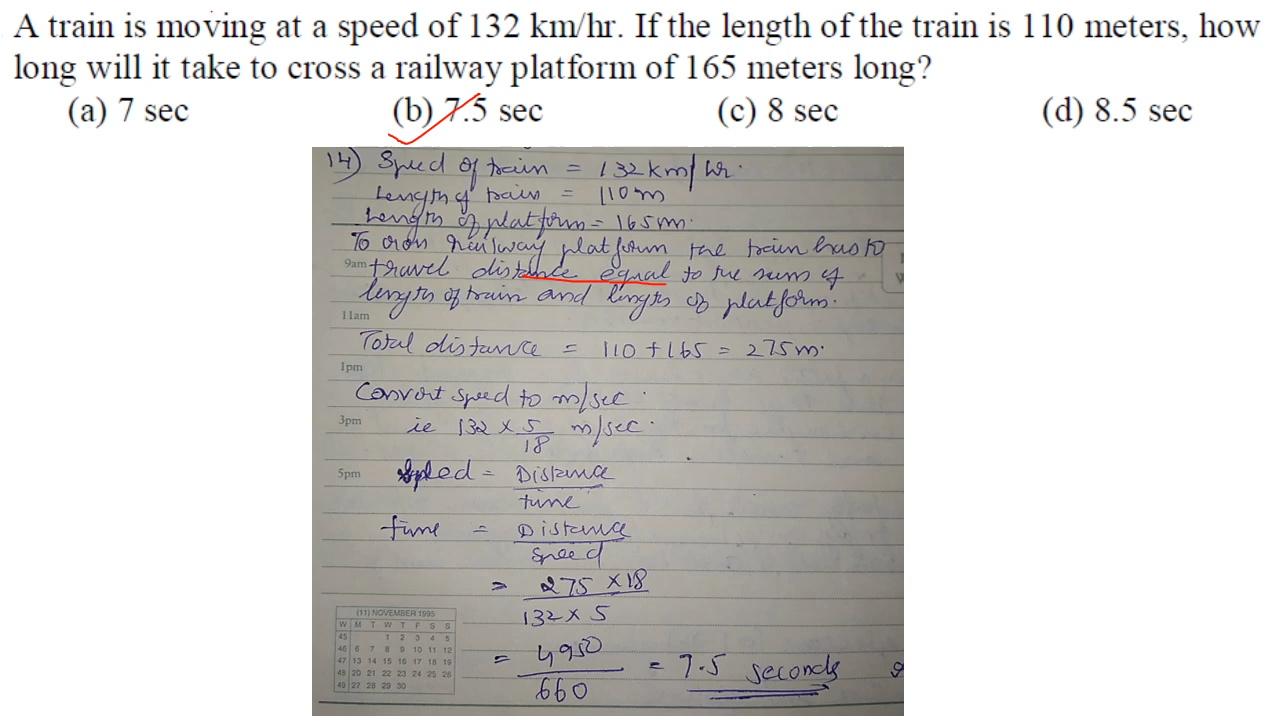 A train is moving at a speed of 132 km/hr. If the length of the train is 110 meters, how
long will it take to cross a railway platform of 165 meters long?
(a) 7 sec (b) 7.5 sec (c) 8 sec (d) 8.5 sec
14) Speed of train = 132 km/hr.
Length of train = 110 m
Length of platform = 165 m.
To cross railway platform the train has to
9am travel distance equal to the sum of
length of train and length of platform.
11am
Total distance = 110 + 165 = 275 m.
1pm
Convert speed to m/sec.
3pm ie 132 x 5/18 m/sec.
5pm Speed = Distance/time
time = Distance/speed
= 275 x 18
132 x 5
= 4950/660 = 7.5 seconds
(11) NOVEMBER 1995
W M T W T F S S
45 1 2 3 4 5
46 6 7 8 9 10 11 12
47 13 14 15 16 17 18 19
48 20 21 22 23 24 25 26
49 27 28 29 30